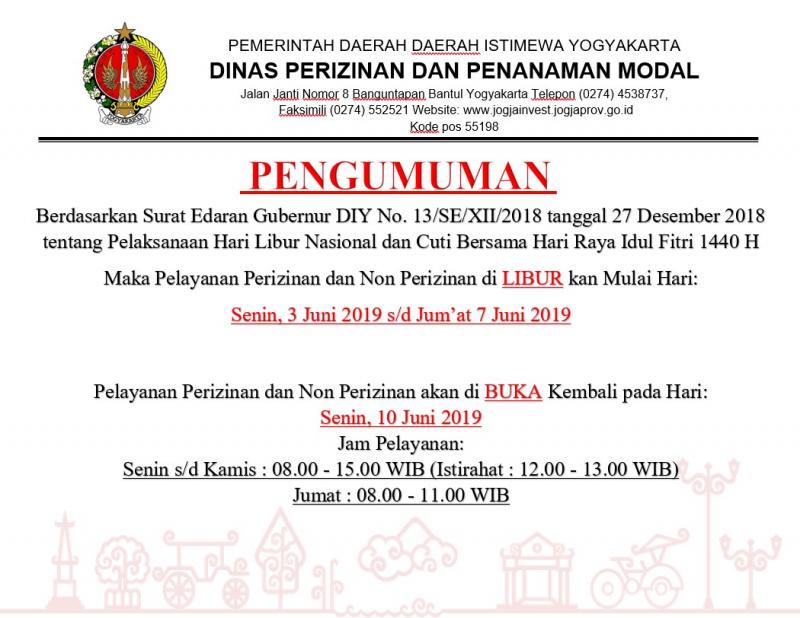 PEMERINTAH DAERAH DAERAH ISTIMEWA YOGYAKARTA
DINAS PERIZINAN DAN PENANAMAN MODAL
Jalan Janti Nomor 8 Banguntapan Bantul Yogyakarta Telepon (0274) 4538737,
Faksimili (0274) 552521 Website: www.jogjainvest.jogjaprov.go.id
Kode pos 55198
YOGYAKARTA
PENGUMUMAN
Berdasarkan Surat Edaran Gubernur DIY No. 13/SE/XII/2018 tanggal 27 Desember 2018
tentang Pelaksanaan Hari Libur Nasional dan Cuti Bersama Hari Raya Idul Fitri 1440 H
Maka Pelayanan Perizinan dan Non Perizinan di LIBUR kan Mulai Hari:
Senin, 3 Juni 2019 s/d Jum’at 7 Juni 2019
Pelayanan Perizinan dan Non Perizinan akan di BUKA Kembali pada Hari:
Senin, 10 Juni 2019
Jam Pelayanan:
Senin s/d Kamis : 08.00 - 15.00 WIB (Istirahat : 12.00 - 13.00 WIB)
Jumat : 08.00 - 11.00 WIB